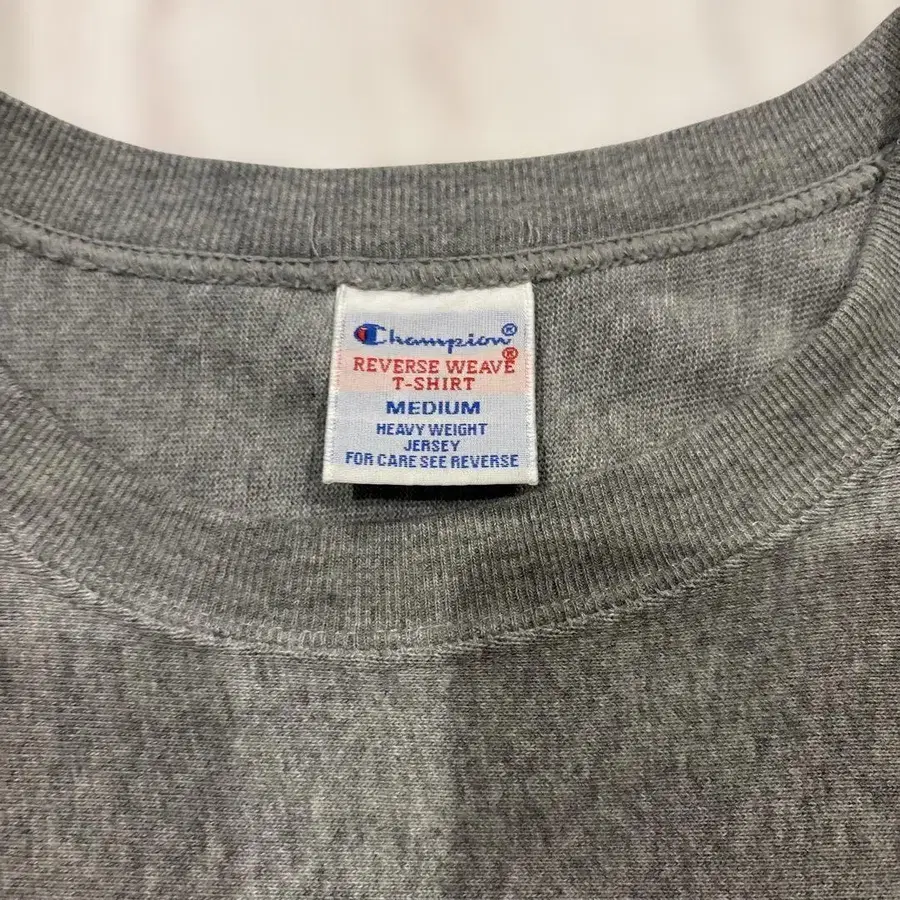 Champion®
REVERSE WEAVE®
T-SHIRT
MEDIUM
HEAVY WEIGHT
JERSEY
FOR CARE SEE REVERSE